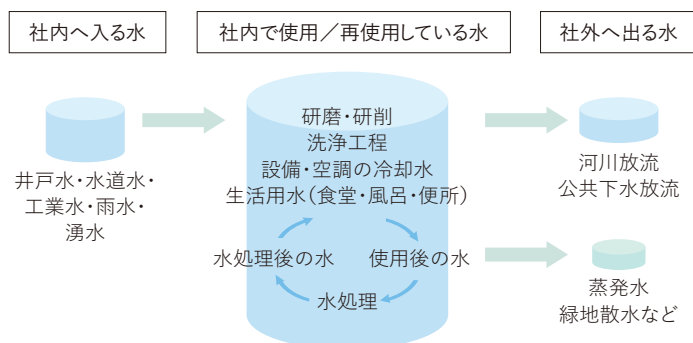 社内へ入る水
社内で使用／再使用している水
社外へ出る水
井戸水・水道水・
工業水・雨水・
湧水
研磨・研削
洗浄工程
設備・空調の冷却水
生活用水（食堂・風呂・便所）
水処理後の水
使用後の水
水処理
河川放流
公共下水放流
蒸発水
緑地散水など